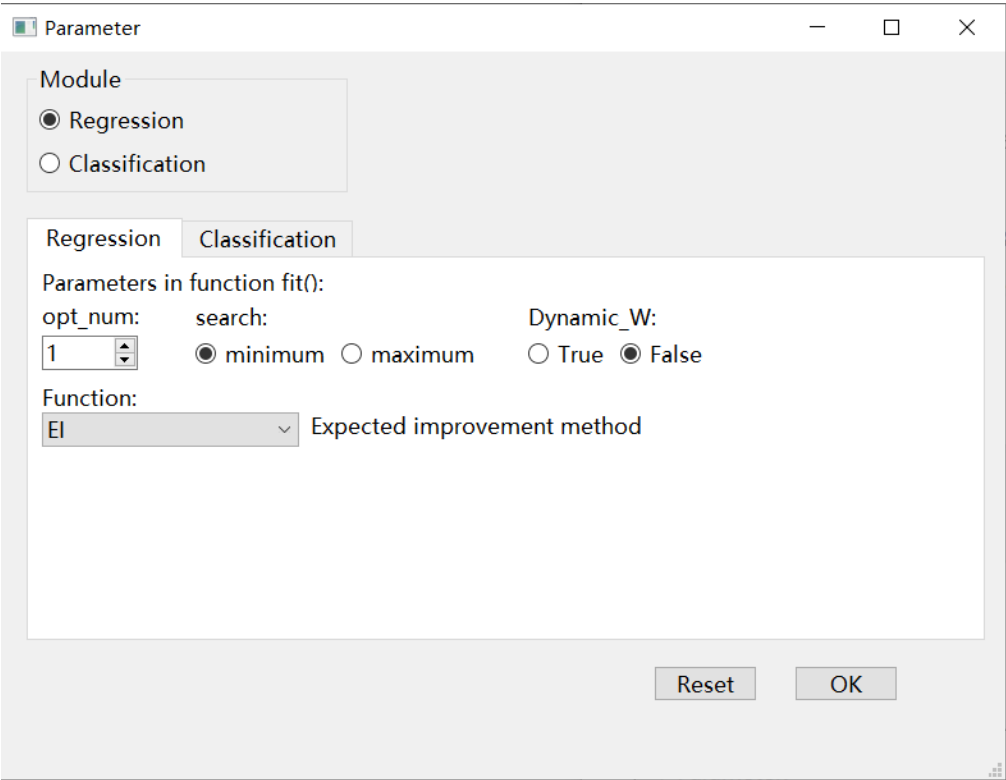 Parameter
Module
Regression
Classification
Regression Classification
Parameters in function fit():
opt_num: search: Dynamic_W:
1 minimum maximum True False
Function:
EI Expected improvement method
Reset OK